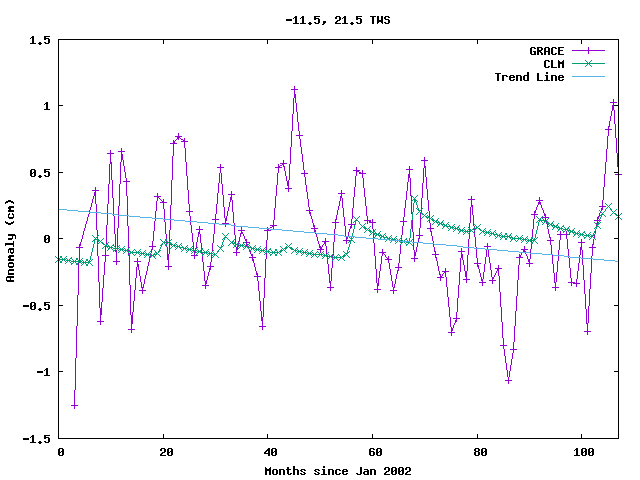 -11.5, 21.5 TWS
GRACE
CLM
Trend Line
1.5
1
0.5
0
-0.5
-1
-1.5
Anomaly (cm)
0 20 40 60 80 100
Months since Jan 2002